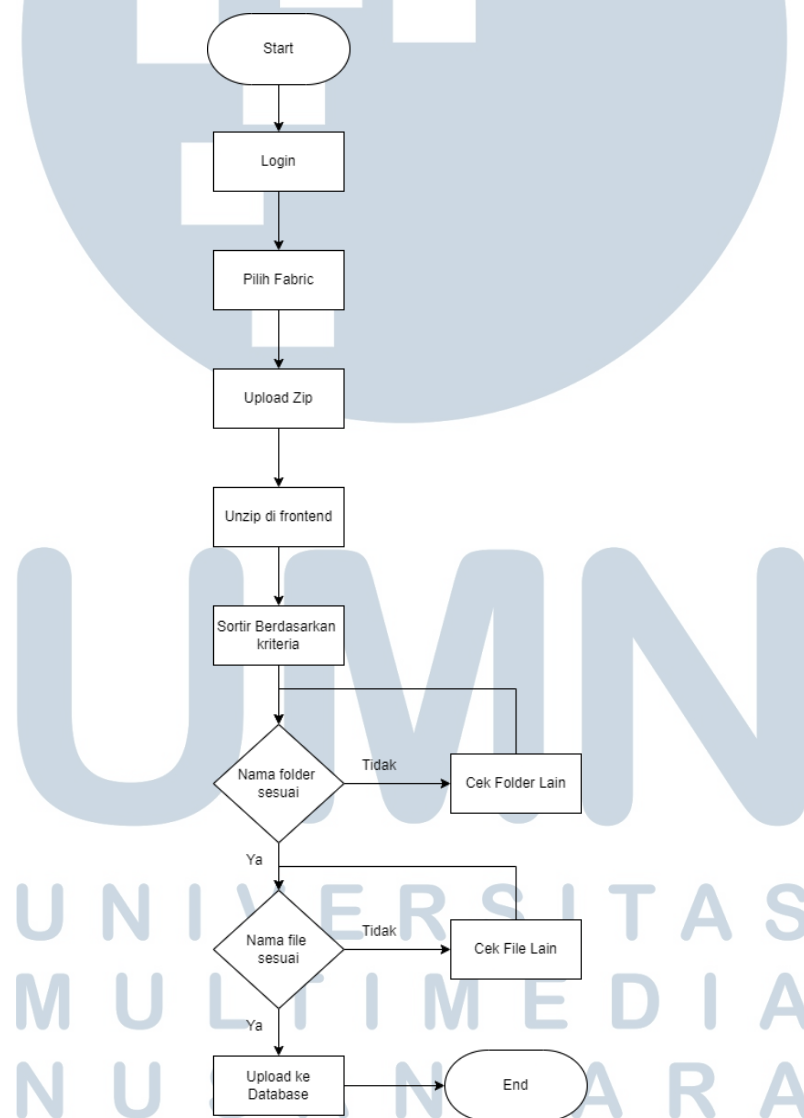 Start
Login
Pilih Fabric
Upload Zip
Unzip di frontend
Sortir Berdasarkan
kriteria
Nama folder
sesuai
Tidak
Cek Folder Lain
Ya
Nama file
sesuai
Tidak
Cek File Lain
Ya
Upload ke
Database
End
UMN
UNIVERSITAS
MULTIMEDIA
NUSANTARA